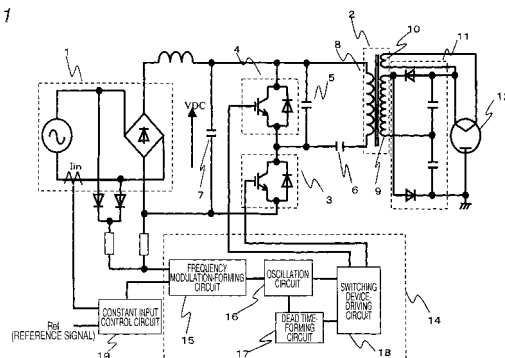 1
2
10
11
1
4
8
5
VDC
Iin
12
7
6
9
3
FREQUENCY
MODULATION-FORMING
CIRCUIT
OSCILLATION
CIRCUIT
SWITCHING
DEVICE-
DRIVING
CIRCUIT
14
15
16
DEAD TIME-
FORMING
CIRCUIT
17
18
CONSTANT INPUT
CONTROL CIRCUIT
Ref
(REFERENCE SIGNAL)